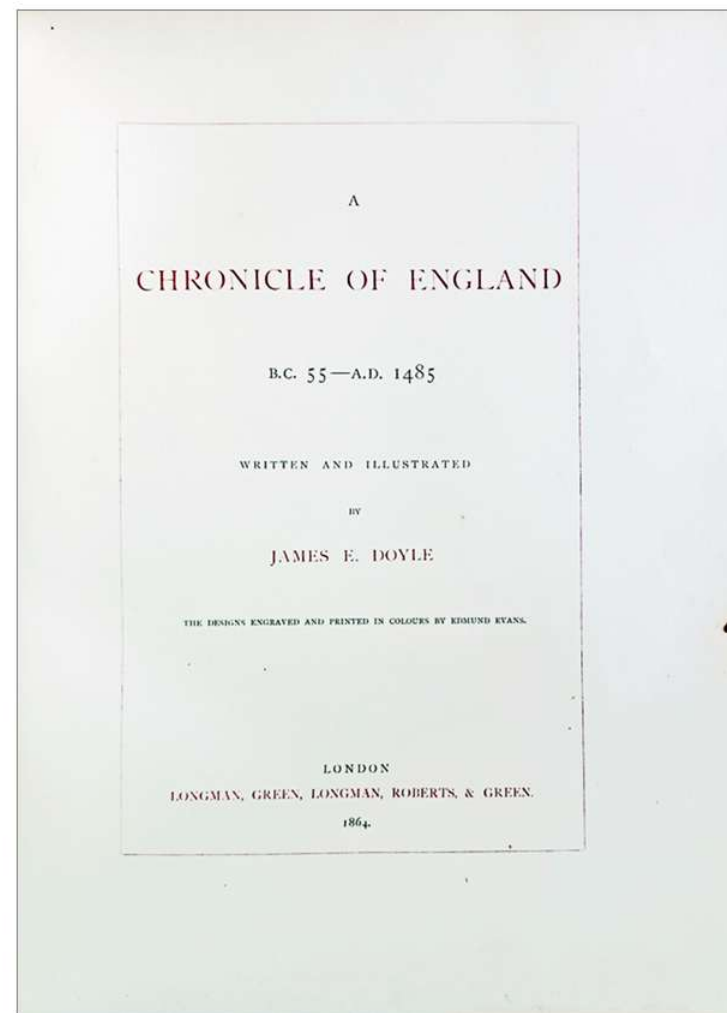 A
CHRONICLE OF ENGLAND
B.C. 55—A.D. 1485
WRITTEN AND ILLUSTRATED
BY
JAMES E. DOYLE
THE DESIGNS ENGRAVED AND PRINTED IN COLOURS BY EDMUND EVANS.
LONDON
LONGMAN, GREEN, LONGMAN, ROBERTS, & GREEN.
1864.